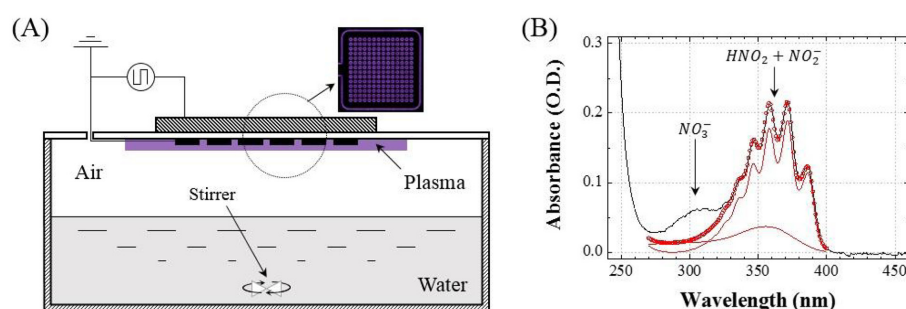 (A)
Air
Plasma
Stirrer
Water
(B)
Absorbance (O.D.)
0.3
0.2
0.1
0.0
HNO₂ + NO₂⁻
NO₃⁻
250 300 350 400 450
Wavelength (nm)